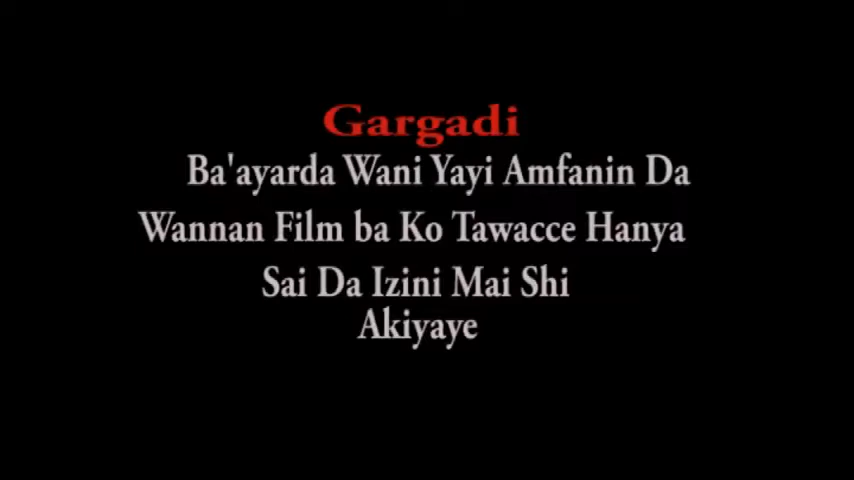 Gargadi
Ba'ayarda Wani Yayi Amfanin Da
Wannan Film ba Ko Tawacce Hanya
Sai Da Izini Mai Shi
Akiyaye